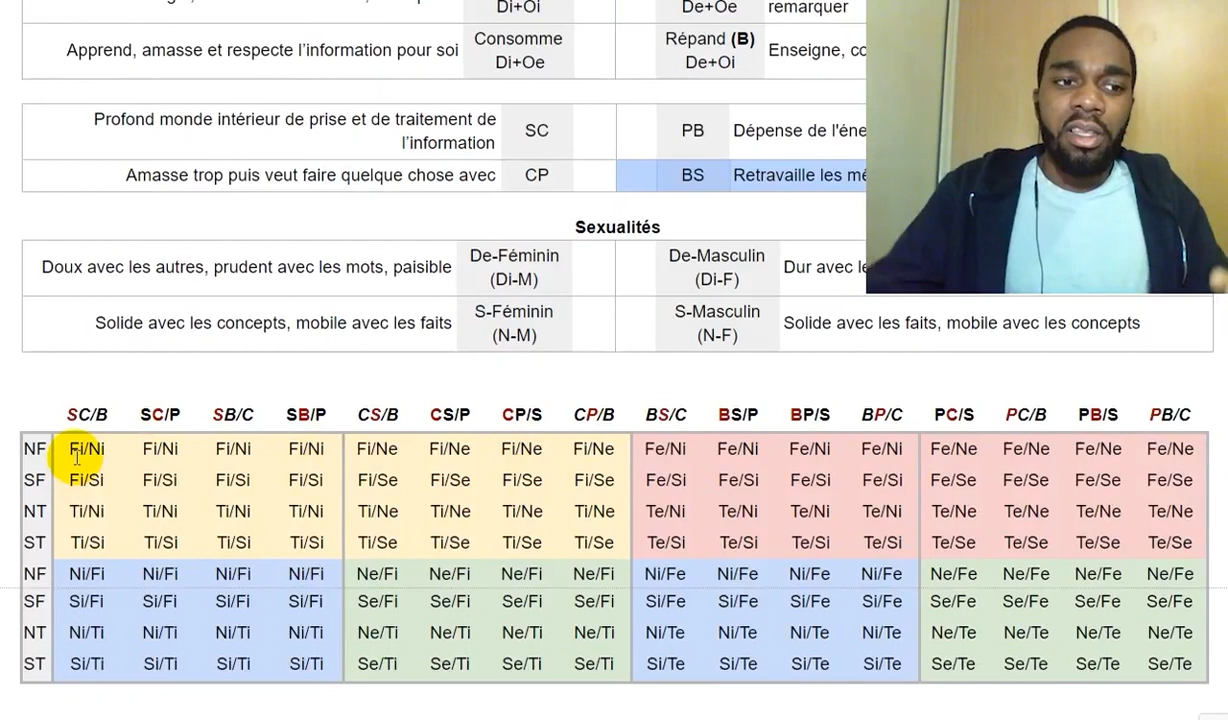 Di+Oi
De+Oe
remarquer
Apprend, amasse et respecte l'information pour soi
Consomme
Di+Oe
Répand (B)
De+Oi
Enseigne,
Profond monde intérieur de prise et de traitement de
l'information
SC
PB
Dépense de l'éne
Amasse trop puis veut faire quelque chose avec
CP
BS
Retravaille les
Sexualités
Doux avec les autres, prudent avec les mots, paisible
De-Féminin
(Di-M)
De-Masculin
(Di-F)
Dur avec
Solide avec les concepts, mobile avec les faits
S-Féminin
(N-M)
S-Masculin
(N-F)
Solide avec les faits, mobile avec les concepts
SC/B SC/P SB/C SB/P CS/B CS/P CP/S CP/B BS/C BS/P BP/S BP/C PC/S PC/B PB/S PB/C
NF Fi/Ni Fi/Ni Fi/Ni Fi/Ni Fi/Ne Fi/Ne Fi/Ne Fi/Ne Fe/Ni Fe/Ni Fe/Ni Fe/Ni Fe/Ne Fe/Ne Fe/Ne Fe/Ne
SF Fi/Si Fi/Si Fi/Si Fi/Si Fi/Se Fi/Se Fi/Se Fi/Se Fe/Si Fe/Si Fe/Si Fe/Si Fe/Se Fe/Se Fe/Se Fe/Se
NT Ti/Ni Ti/Ni Ti/Ni Ti/Ni Ti/Ne Ti/Ne Ti/Ne Ti/Ne Te/Ni Te/Ni Te/Ni Te/Ni Te/Ne Te/Ne Te/Ne Te/Ne
ST Ti/Si Ti/Si Ti/Si Ti/Si Ti/Se Ti/Se Ti/Se Ti/Se Te/Si Te/Si Te/Si Te/Si Te/Se Te/Se Te/Se Te/Se
NF Ni/Fi Ni/Fi Ni/Fi Ni/Fi Ne/Fi Ne/Fi Ne/Fi Ne/Fi Ni/Fe Ni/Fe Ni/Fe Ni/Fe Ne/Fe Ne/Fe Ne/Fe Ne/Fe
SF Si/Fi Si/Fi Si/Fi Si/Fi Se/Fi Se/Fi Se/Fi Se/Fi Si/Fe Si/Fe Si/Fe Si/Fe Se/Fe Se/Fe Se/Fe Se/Fe
NT Ni/Ti Ni/Ti Ni/Ti Ni/Ti Ne/Ti Ne/Ti Ne/Ti Ne/Ti Ni/Te Ni/Te Ni/Te Ni/Te Ne/Te Ne/Te Ne/Te Ne/Te
ST Si/Ti Si/Ti Si/Ti Si/Ti Se/Ti Se/Ti Se/Ti Se/Ti Si/Te Si/Te Si/Te Si/Te Se/Te Se/Te Se/Te Se/Te